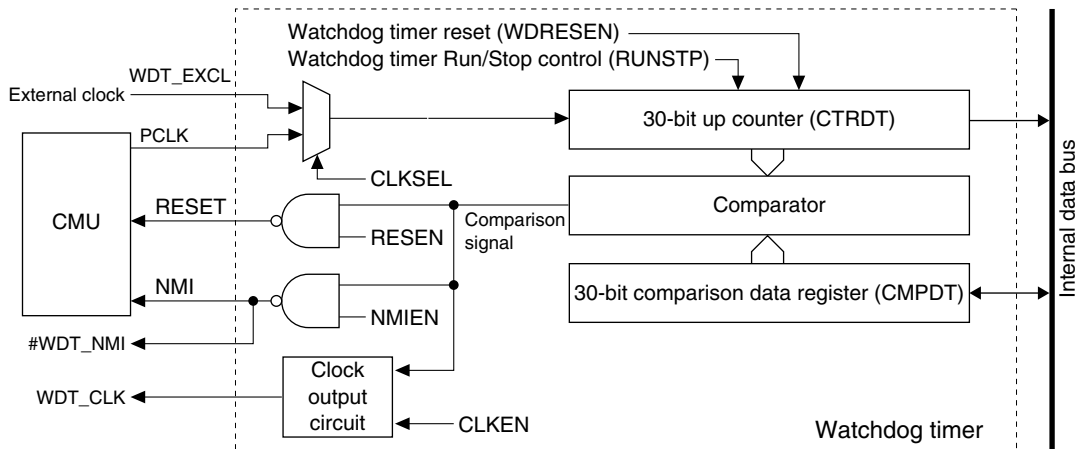 Watchdog timer reset (WDRESEN)
Watchdog timer Run/Stop control (RUNSTP)
WDT_EXCL
External clock
PCLK
30-bit up counter (CTRDT)
CLKSEL
CMU
RESET
RESEN
Comparison
signal
Comparator
NMI
NMIEN
30-bit comparison data register (CMPDT)
#WDT_NMI
WDT_CLK
Clock
output
circuit
CLKEN
Watchdog timer
Internal data bus